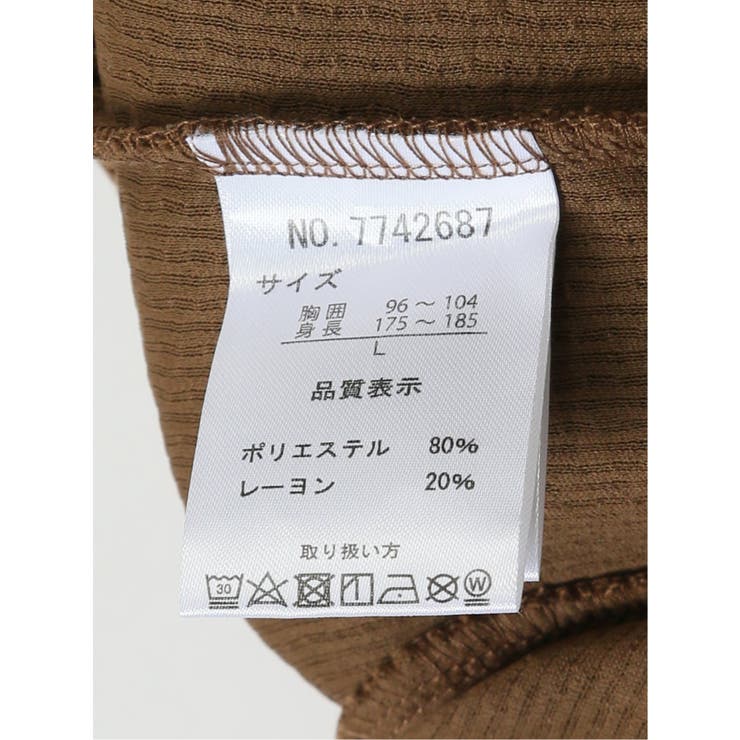 NO. 7742687
サイズ
胸囲 96～104
身長 175～185
L
品質表示
ポリエステル 80%
レーヨン 20%
取り扱い方
30 W